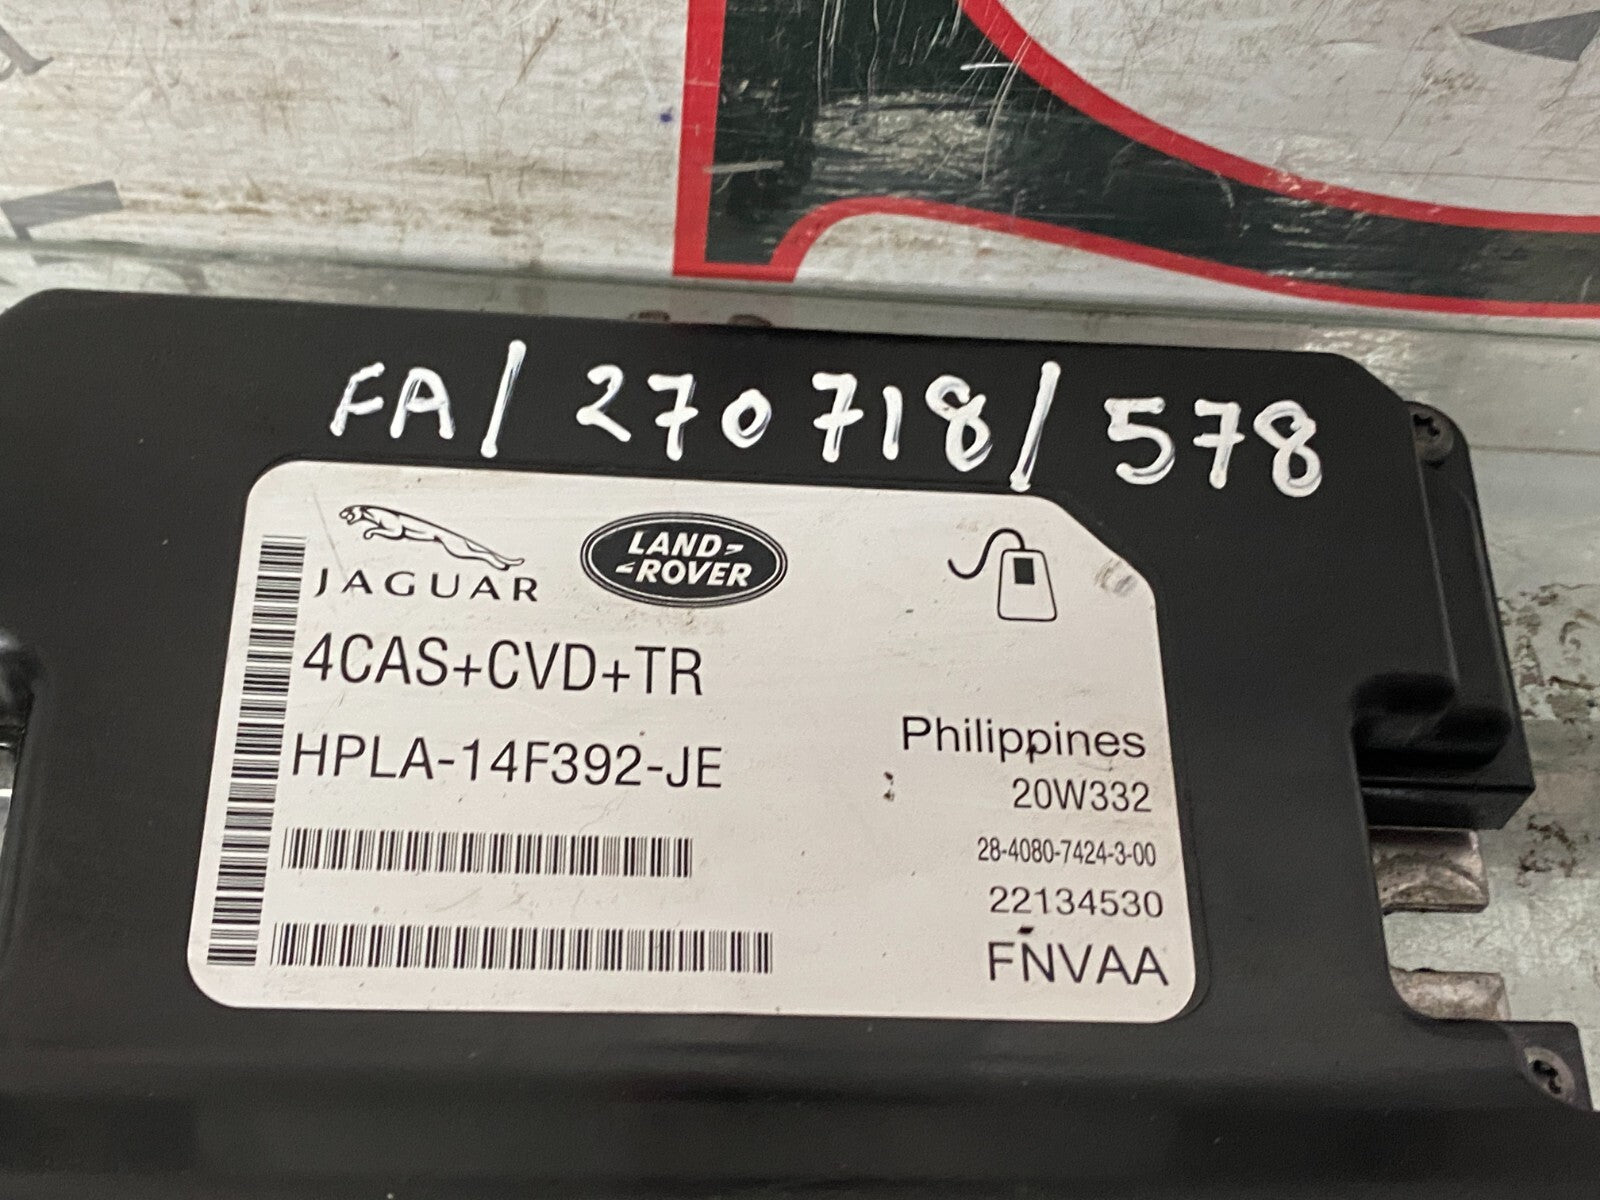 FA/270718/578
JAGUAR
LAND-
-ROVER
4CAS+CVD+TR
HPLA-14F392-JE
Philippines
20W332
28-4080-7424-3-00
22134530
FNVAA